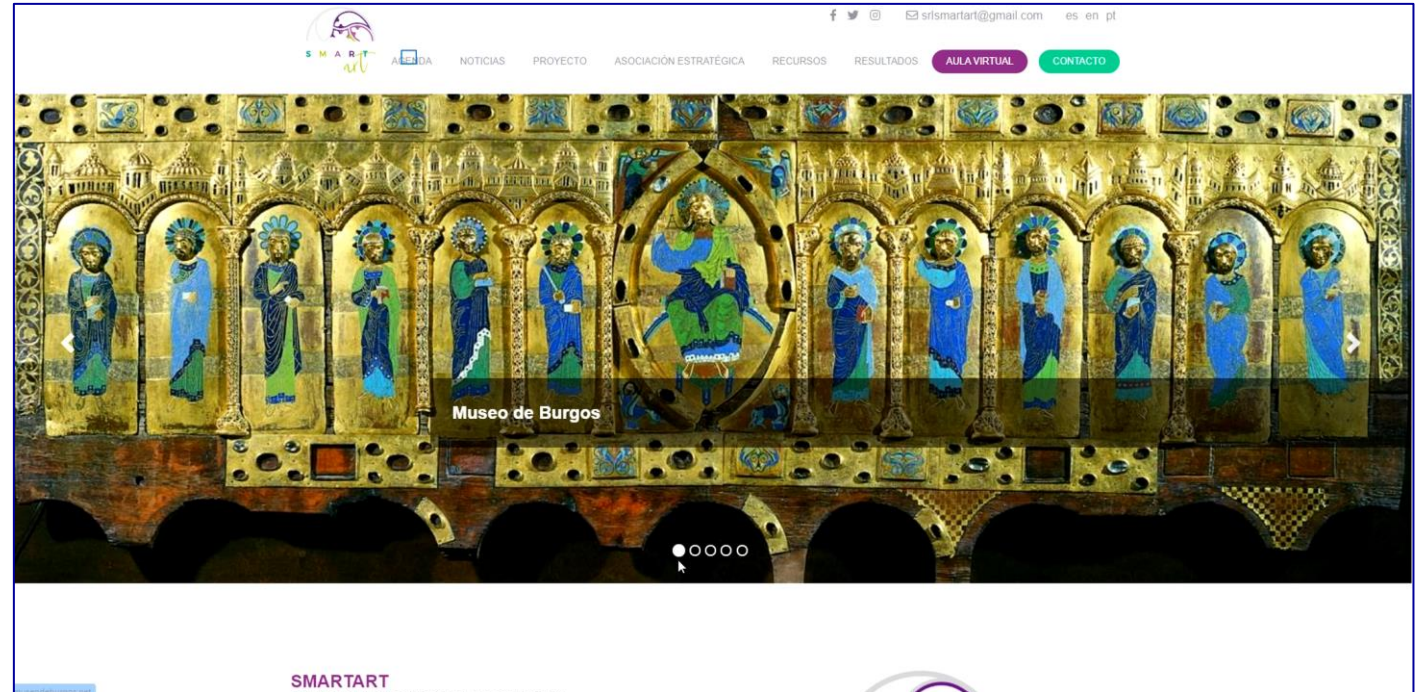 srlsmartart@gmail.com es en pt
SMART
art
AGENDA NOTICIAS PROYECTO ASOCIACIÓN ESTRATÉGICA RECURSOS RESULTADOS AULA VIRTUAL CONTACTO
Museo de Burgos
SMARTART